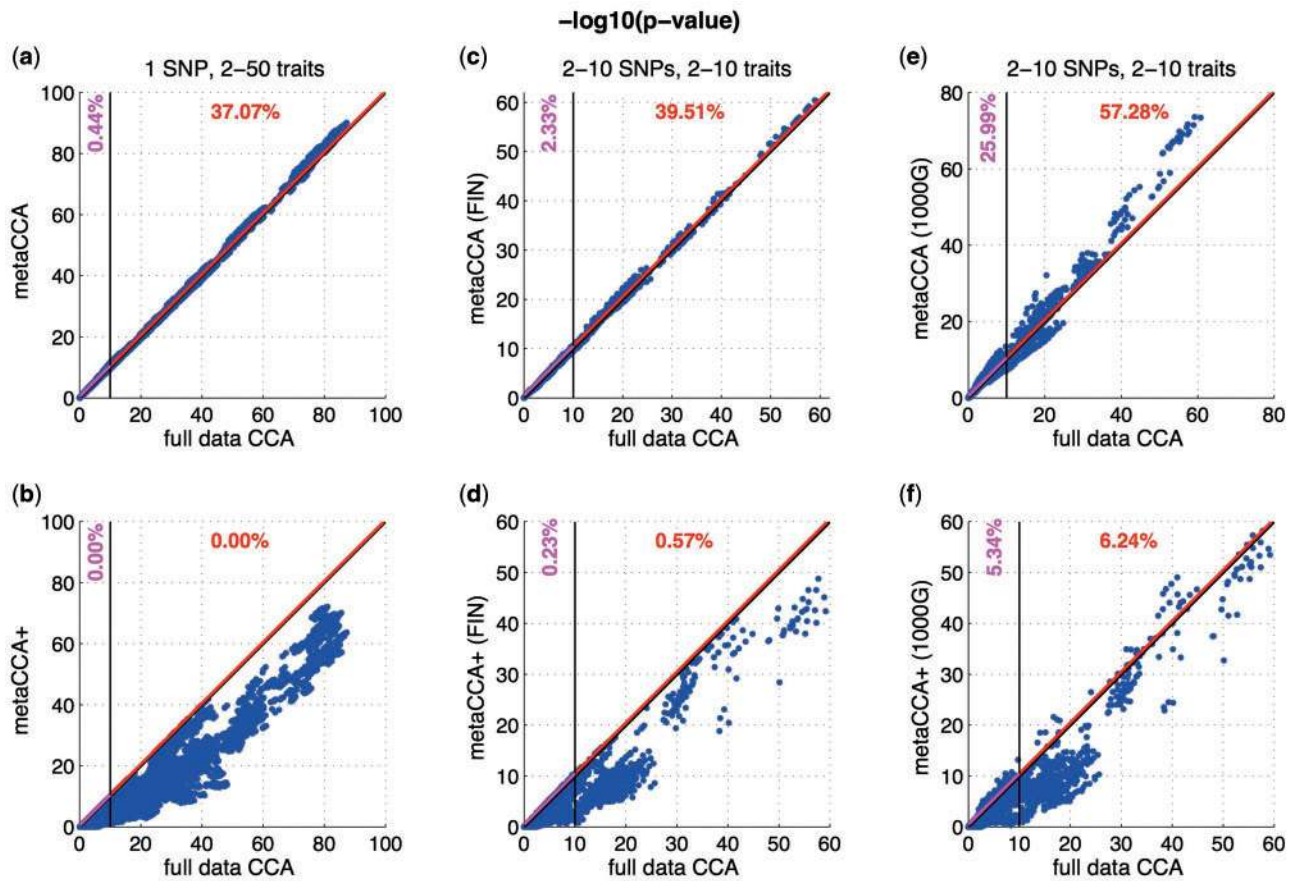 −log10(p−value)
(a)
1 SNP, 2−50 traits
100
80
60
40
20
0
0 20 40 60 80 100
metaCCA
full data CCA
0.44%
37.07%
(c)
2−10 SNPs, 2−10 traits
60
50
40
30
20
10
0
0 10 20 30 40 50 60
metaCCA (FIN)
full data CCA
2.33%
39.51%
(e)
2−10 SNPs, 2−10 traits
80
60
40
20
0
0 20 40 60 80
metaCCA (1000G)
full data CCA
25.99%
57.28%
(b)
100
80
60
40
20
0
0 20 40 60 80 100
metaCCA+
full data CCA
0.00%
0.00%
(d)
60
50
40
30
20
10
0
0 10 20 30 40 50 60
metaCCA+ (FIN)
full data CCA
0.23%
0.57%
(f)
60
50
40
30
20
10
0
0 10 20 30 40 50 60
metaCCA+ (1000G)
full data CCA
5.34%
6.24%